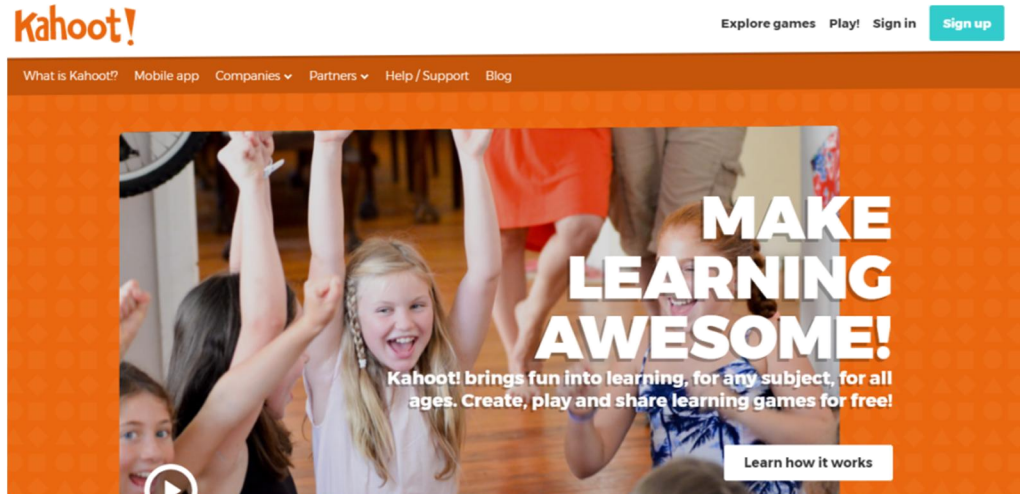 Kahoot!
Explore games Play! Sign in Sign up
What is Kahoot!? Mobile app Companies Partners Help / Support Blog
MAKE
LEARNING
AWESOME!
Kahoot! brings fun into learning, for any subject, for all
ages. Create, play and share learning games for free!
Learn how it works